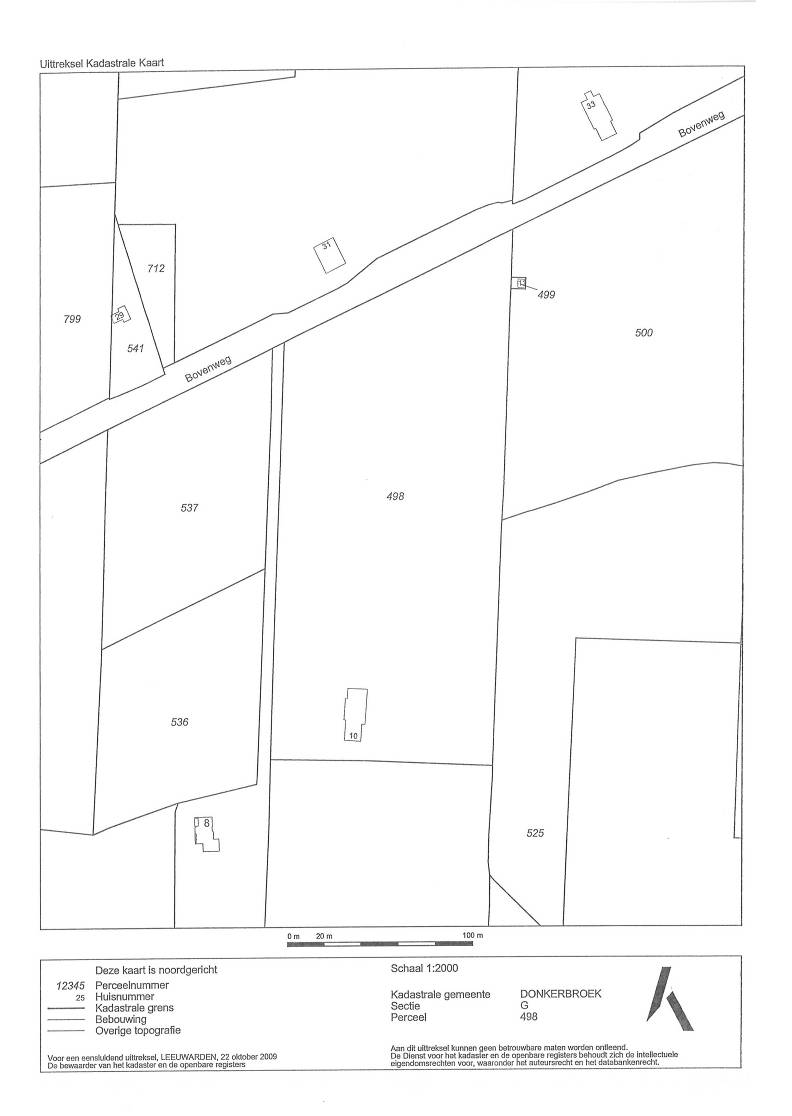 Uittreksel Kadastrale Kaart
33
Bovenweg
31
712
499
799
29
500
541
Bovenweg
498
537
536
10
8
525
0 m 20 m 100 m
Deze kaart is noordgericht
12345 Perceelnummer
25 Huisnummer
Kadastrale grens
Bebouwing
Overige topografie
Voor een eensluidend uittreksel, LEEUWARDEN, 22 oktober 2009
De bewaarder van het kadaster en de openbare registers
Schaal 1:2000
Kadastrale gemeente DONKERBROEK
Sectie G
Perceel 498
Aan dit uittreksel kunnen geen betrouwbare maten worden ontleend.
De Dienst voor het kadaster en de openbare registers behoudt zich de intellectuele
eigendomsrechten voor, waaronder het auteursrecht en het databankenrecht.